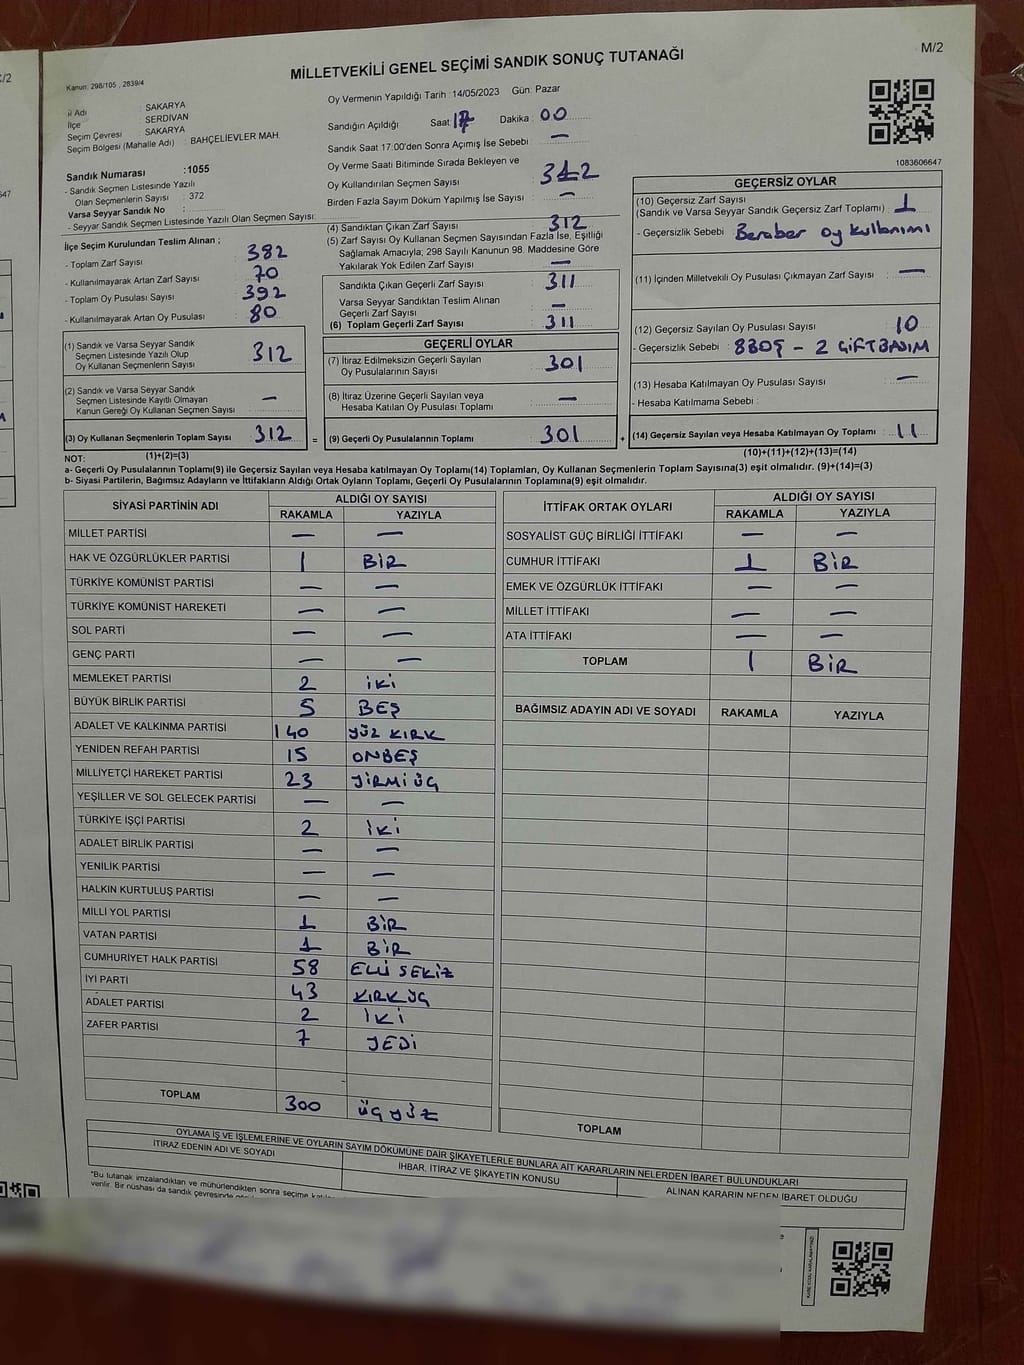 M/2
MİLLETVEKİLİ GENEL SEÇİMİ SANDIK SONUÇ TUTANAĞI
Kanun: 298/105 , 2839/4
İl Adı : SAKARYA
İlçe : SERDİVAN
Seçim Çevresi : SAKARYA
Seçim Bölgesi (Mahalle Adı) : BAHÇELİEVLER MAH.
Sandık Numarası :1055
- Sandık Seçmen Listesinde Yazılı
Olan Seçmenlerin Sayısı : 372
Varsa Seyyar Sandık No :
- Seyyar Sandık Seçmen Listesinde Yazılı Olan Seçmen Sayısı:
Oy Vermenin Yapıldığı Tarih : 14/05/2023 Gün: Pazar
Sandığın Açıldığı Saat 17 Dakika 00
Sandık Saat 17:00'den Sonra Açımış İse Sebebi : —
Oy Verme Saati Bitiminde Sırada Bekleyen ve
Oy Kullandırılan Seçmen Sayısı : 312
Birden Fazla Sayım Döküm Yapılmış İse Sayısı : —
1083606647
İlçe Seçim Kurulundan Teslim Alınan ;
- Toplam Zarf Sayısı : 382
- Kullanılmayarak Artan Zarf Sayısı : 70
- Toplam Oy Pusulası Sayısı : 392
- Kullanılmayarak Artan Oy Pusulası : 80
(4) Sandıktan Çıkan Zarf Sayısı : 312
(5) Zarf Sayısı Oy Kullanan Seçmen Sayısından Fazla İse, Eşitliği
Sağlamak Amacıyla, 298 Sayılı Kanunun 98. Maddesine Göre
Yakılarak Yok Edilen Zarf Sayısı : —
Sandıkta Çıkan Geçerli Zarf Sayısı : 311
Varsa Seyyar Sandıktan Teslim Alınan
Geçerli Zarf Sayısı : —
(6) Toplam Geçerli Zarf Sayısı : 311
GEÇERSİZ OYLAR
(10) Geçersiz Zarf Sayısı
(Sandık ve Varsa Seyyar Sandık Geçersiz Zarf Toplamı) : 1
- Geçersizlik Sebebi : Beraber oy kullanımı
(11) İçinden Milletvekili Oy Pusulası Çıkmayan Zarf Sayısı : —
(12) Geçersiz Sayılan Oy Pusulası Sayısı : 10
- Geçersizlik Sebebi : 8 BOŞ - 2 ÇİFT BASIM
(13) Hesaba Katılmayan Oy Pusulası Sayısı : —
- Hesaba Katılmama Sebebi :
(14) Geçersiz Sayılan veya Hesaba Katılmayan Oy Toplamı : 11
(1) Sandık ve Varsa Seyyar Sandık
Seçmen Listesinde Yazılı Olup
Oy Kullanan Seçmenlerin Sayısı : 312
(2) Sandık ve Varsa Seyyar Sandık
Seçmen Listesinde Kayıtlı Olmayan
Kanun Gereği Oy Kullanan Seçmen Sayısı : —
(3) Oy Kullanan Seçmenlerin Toplam Sayısı : 312 =
GEÇERLİ OYLAR
(7) İtiraz Edilmeksizin Geçerli Sayılan
Oy Pusulalarının Sayısı : 301
(8) İtiraz Üzerine Geçerli Sayılan veya
Hesaba Katılan Oy Pusulası Toplamı : —
(9) Geçerli Oy Pusulalarının Toplamı : 301 +
NOT: (1)+(2)=(3) (10)+(11)+(12)+(13)=(14)
a- Geçerli Oy Pusulalarının Toplamı(9) ile Geçersiz Sayılan veya Hesaba katılmayan Oy Toplamı(14) Toplamları, Oy Kullanan Seçmenlerin Toplam Sayısına(3) eşit olmalıdır. (9)+(14)=(3)
b- Siyasi Partilerin, Bağımsız Adayların ve İttifakların Aldığı Ortak Oyların Toplamı, Geçerli Oy Pusulalarının Toplamına(9) eşit olmalıdır.
SİYASİ PARTİNİN ADI ALDIĞI OY SAYISI
RAKAMLA YAZIYLA
MİLLET PARTİSİ — —
HAK VE ÖZGÜRLÜKLER PARTİSİ 1 BİR
TÜRKİYE KOMÜNİST PARTİSİ — —
TÜRKİYE KOMÜNİST HAREKETİ — —
SOL PARTİ — —
GENÇ PARTİ — —
MEMLEKET PARTİSİ 2 İKİ
BÜYÜK BİRLİK PARTİSİ 5 BEŞ
ADALET VE KALKINMA PARTİSİ 140 YÜZ KIRK
YENİDEN REFAH PARTİSİ 15 ONBEŞ
MİLLİYETÇİ HAREKET PARTİSİ 23 YİRMİ ÜÇ
YEŞİLLER VE SOL GELECEK PARTİSİ — —
TÜRKİYE İŞÇİ PARTİSİ 2 İKİ
ADALET BİRLİK PARTİSİ — —
YENİLİK PARTİSİ — —
HALKIN KURTULUŞ PARTİSİ — —
MİLLİ YOL PARTİSİ 1 BİR
VATAN PARTİSİ 1 BİR
CUMHURİYET HALK PARTİSİ 58 ELLİ SEKİZ
İYİ PARTİ 43 KIRK ÜÇ
ADALET PARTİSİ 2 İKİ
ZAFER PARTİSİ 7 YEDİ
TOPLAM 300 ÜÇ YÜZ
İTTİFAK ORTAK OYLARI ALDIĞI OY SAYISI
RAKAMLA YAZIYLA
SOSYALİST GÜÇ BİRLİĞİ İTTİFAKI — —
CUMHUR İTTİFAKI 1 BİR
EMEK VE ÖZGÜRLÜK İTTİFAKI — —
MİLLET İTTİFAKI — —
ATA İTTİFAKI — —
TOPLAM 1 BİR
BAĞIMSIZ ADAYIN ADI VE SOYADI RAKAMLA YAZIYLA
TOPLAM
OYLAMA İŞ VE İŞLEMLERİNE VE OYLARIN SAYIM DÖKÜMÜNE DAİR ŞİKAYETLERLE BUNLARA AİT KARARLARIN NELERDEN İBARET BULUNDUKLARI
İTİRAZ EDENİN ADI VE SOYADI İHBAR, İTİRAZ VE ŞİKAYETİN KONUSU ALINAN KARARIN NEDEN İBARET OLDUĞU
"Bu tutanak imzalandıktan ve mühürlendikten sonra seçime
verilir. Bir nüshası da sandık çevresinde